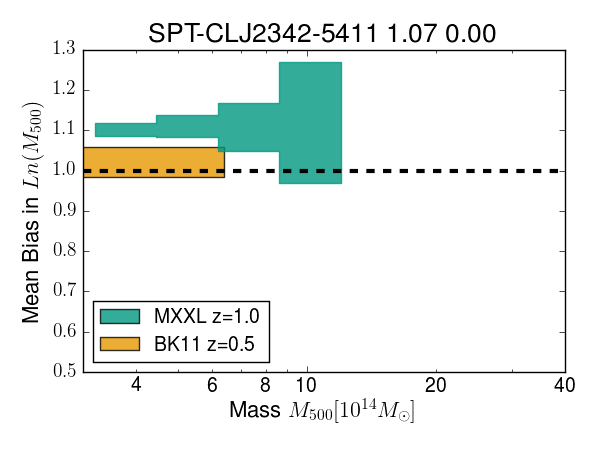 SPT-CLJ2342-5411 1.07 0.00
1.3
1.2
1.1
1.0
0.9
0.8
0.7
0.6
0.5
Mean Bias in Ln(M500)
MXXL z=1.0
BK11 z=0.5
4 6 8 10 20 40
Mass M500[10^14 M⊙]